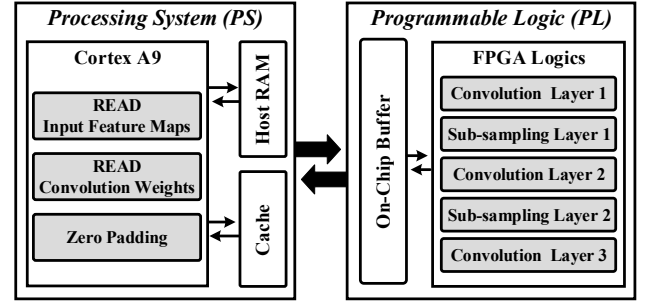 Processing System (PS)
Cortex A9
READ
Input Feature Maps
READ
Convolution Weights
Zero Padding
Host RAM
Cache
Programmable Logic (PL)
On-Chip Buffer
FPGA Logics
Convolution Layer 1
Sub-sampling Layer 1
Convolution Layer 2
Sub-sampling Layer 2
Convolution Layer 3